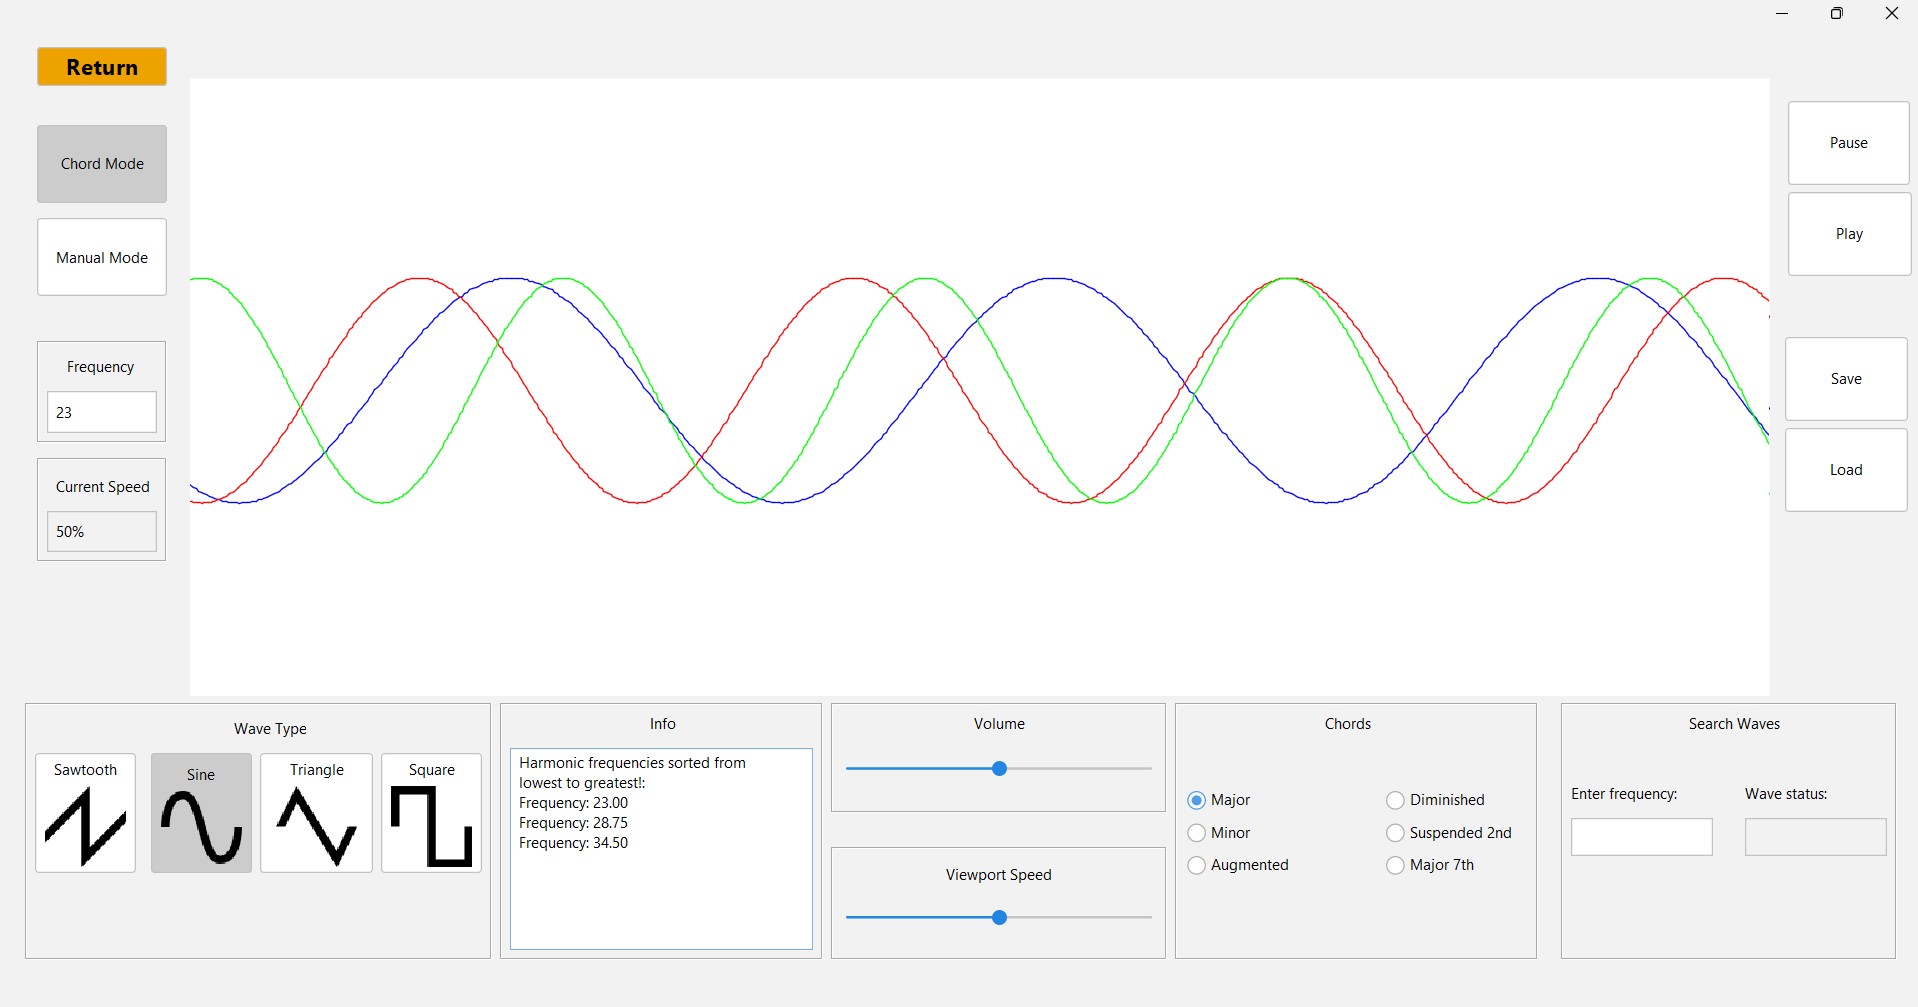 Return
Chord Mode
Manual Mode
Frequency
23
Current Speed
50%
Pause
Play
Save
Load
Wave Type
Sawtooth
Sine
Triangle
Square
Info
Harmonic frequencies sorted from
lowest to greatest!:
Frequency: 23.00
Frequency: 28.75
Frequency: 34.50
Volume
Viewport Speed
Chords
Major
Minor
Augmented
Diminished
Suspended 2nd
Major 7th
Search Waves
Enter frequency:
Wave status: